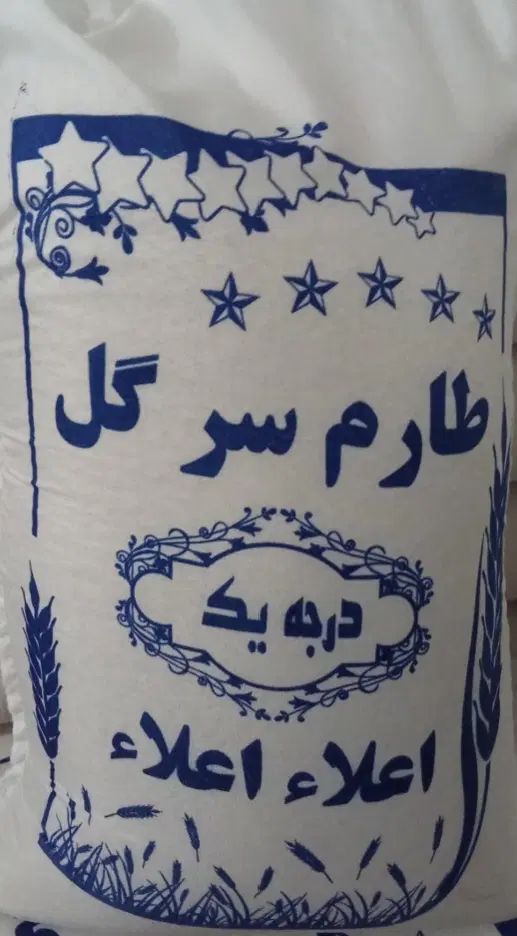 طارم سر گل
درجه یک
اعلاء اعلاء